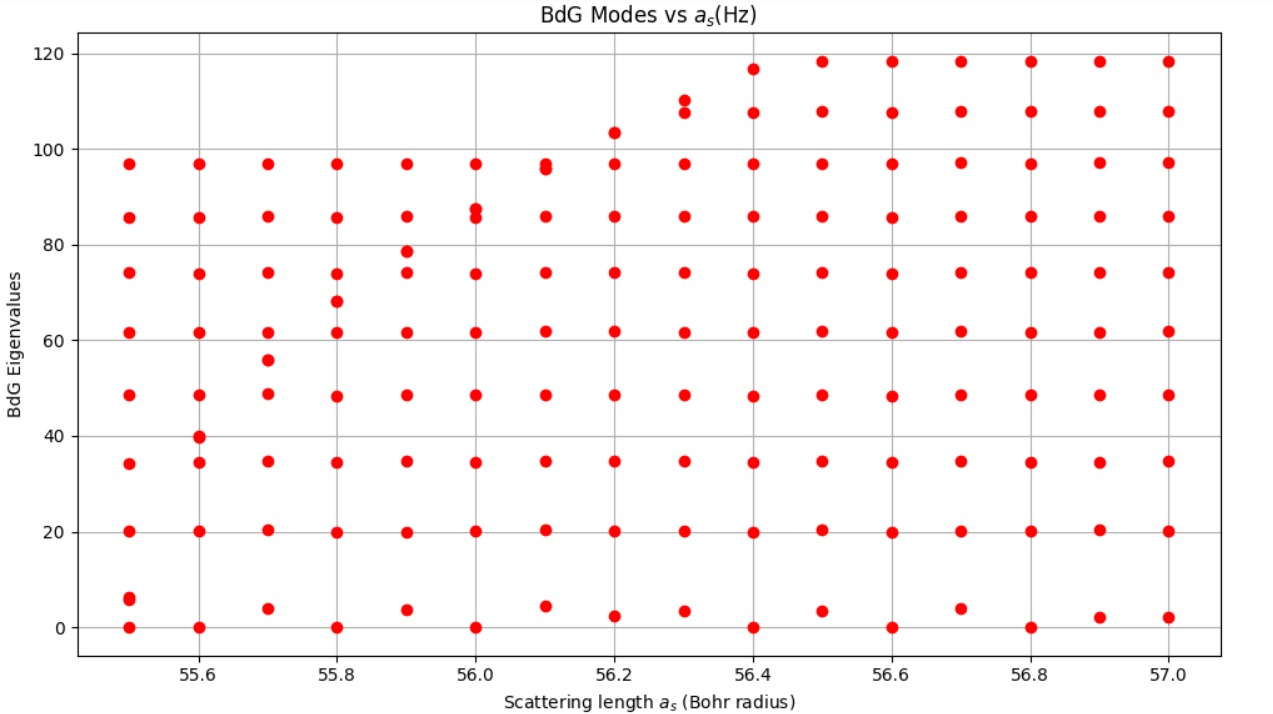 BdG Modes vs a_s(Hz)
120
100
80
60
40
20
0
BdG Eigenvalues
55.6 55.8 56.0 56.2 56.4 56.6 56.8 57.0
Scattering length a_s (Bohr radius)